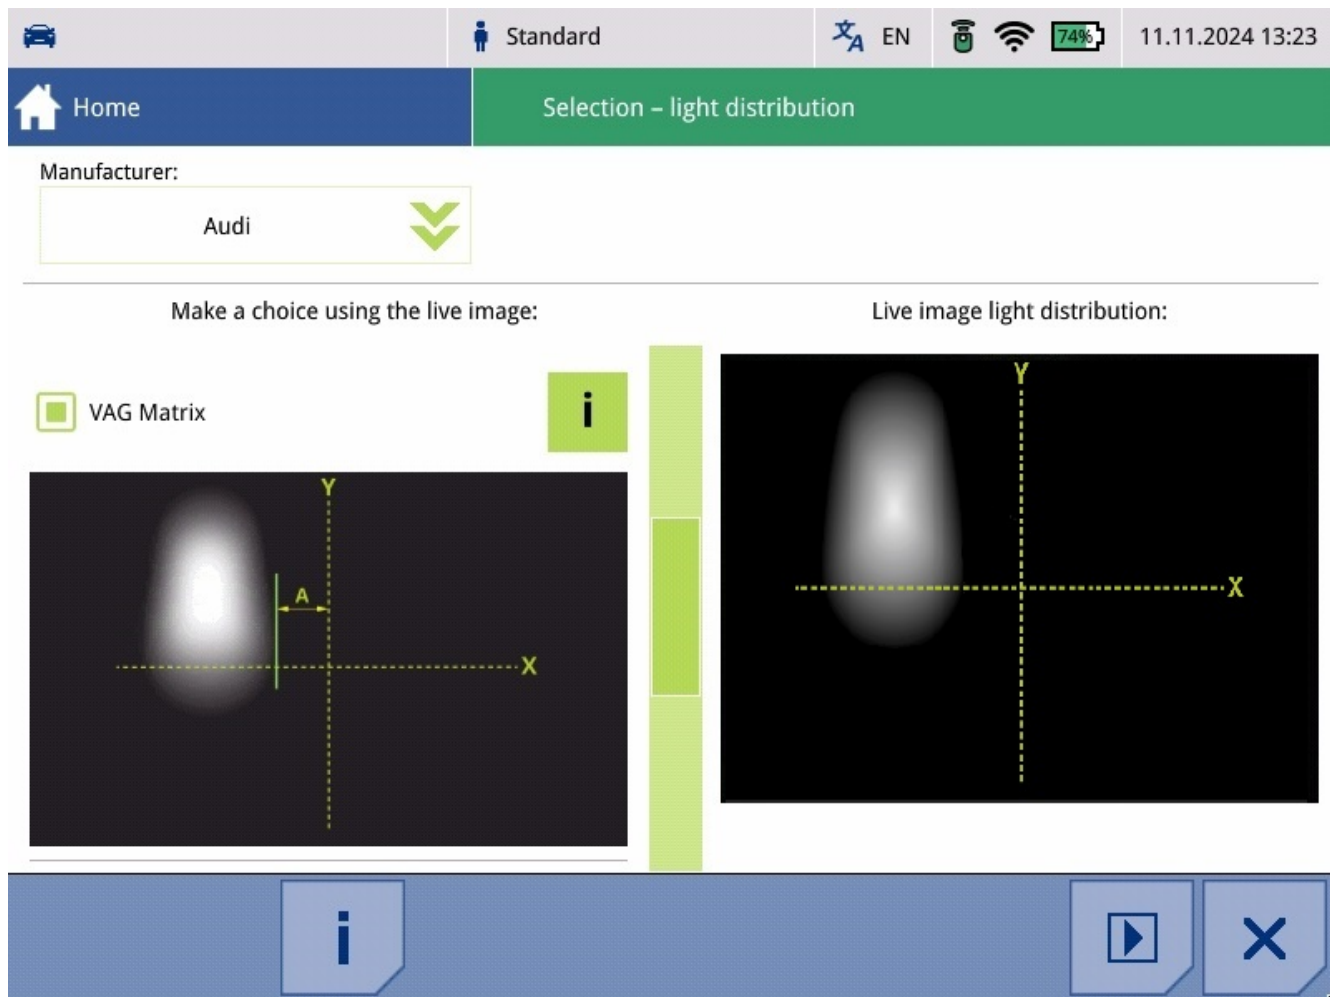 Standard
EN
74%
11.11.2024 13:23
Home
Selection – light distribution
Manufacturer:
Audi
Make a choice using the live image:
Live image light distribution:
VAG Matrix
i
Y
A
X
Y
X
i